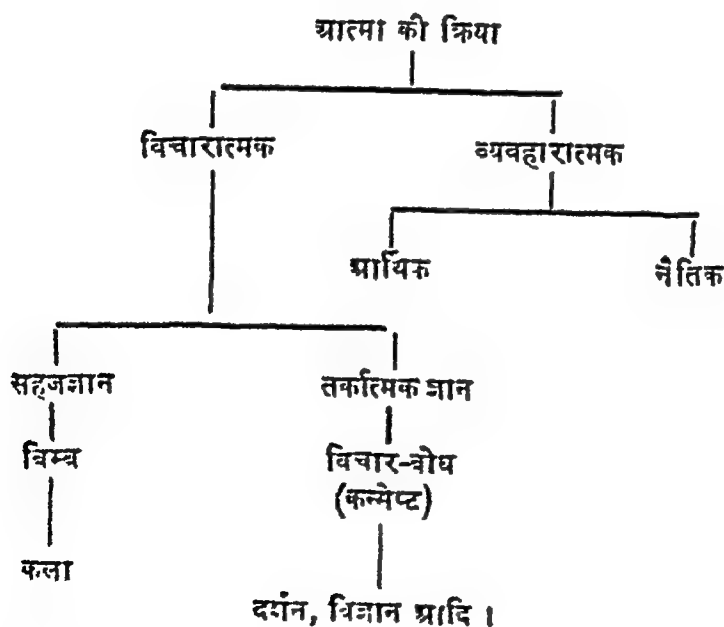 आत्मा की क्रिया
विचारात्मक व्यवहारात्मक
आर्थिक नैतिक
सहजज्ञान तर्कात्मक ज्ञान
बिम्ब विचार-बोध
(कन्सेप्ट)
कला
दर्शन, विज्ञान आदि ।